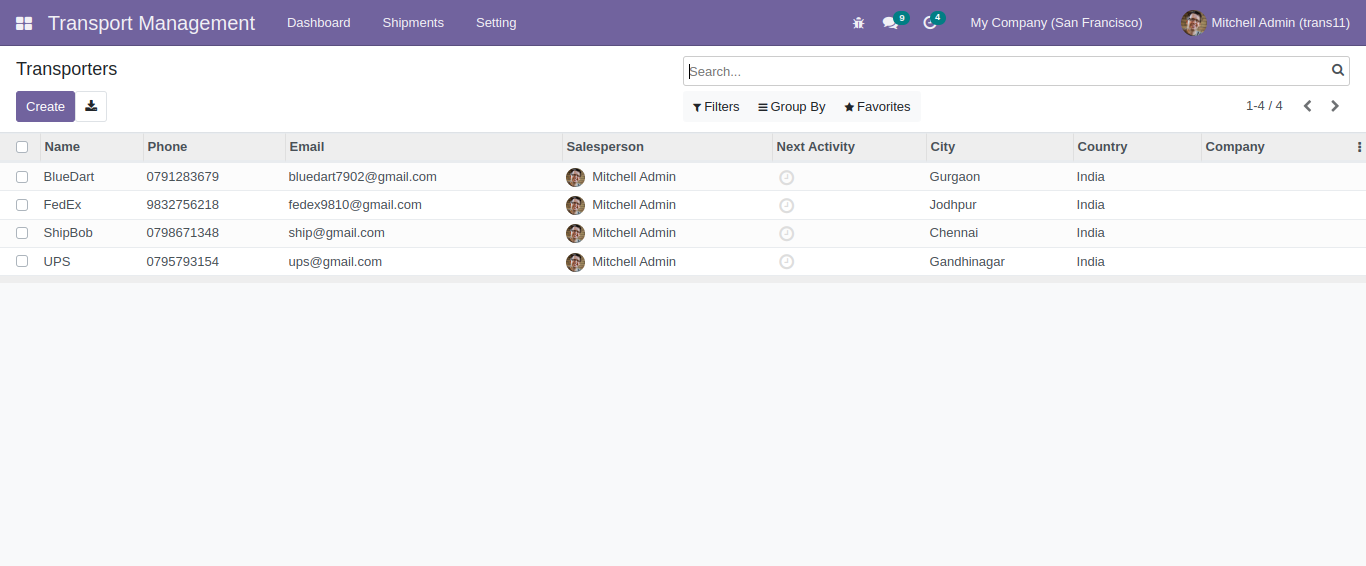 Transport Management Dashboard Shipments Setting 9 4 My Company (San Francisco) Mitchell Admin (trans11)
Transporters
Search...
Create
Filters Group By Favorites 1-4 / 4
Name Phone Email Salesperson Next Activity City Country Company
BlueDart 0791283679 bluedart7902@gmail.com Mitchell Admin Gurgaon India
FedEx 9832756218 fedex9810@gmail.com Mitchell Admin Jodhpur India
ShipBob 0798671348 ship@gmail.com Mitchell Admin Chennai India
UPS 0795793154 ups@gmail.com Mitchell Admin Gandhinagar India